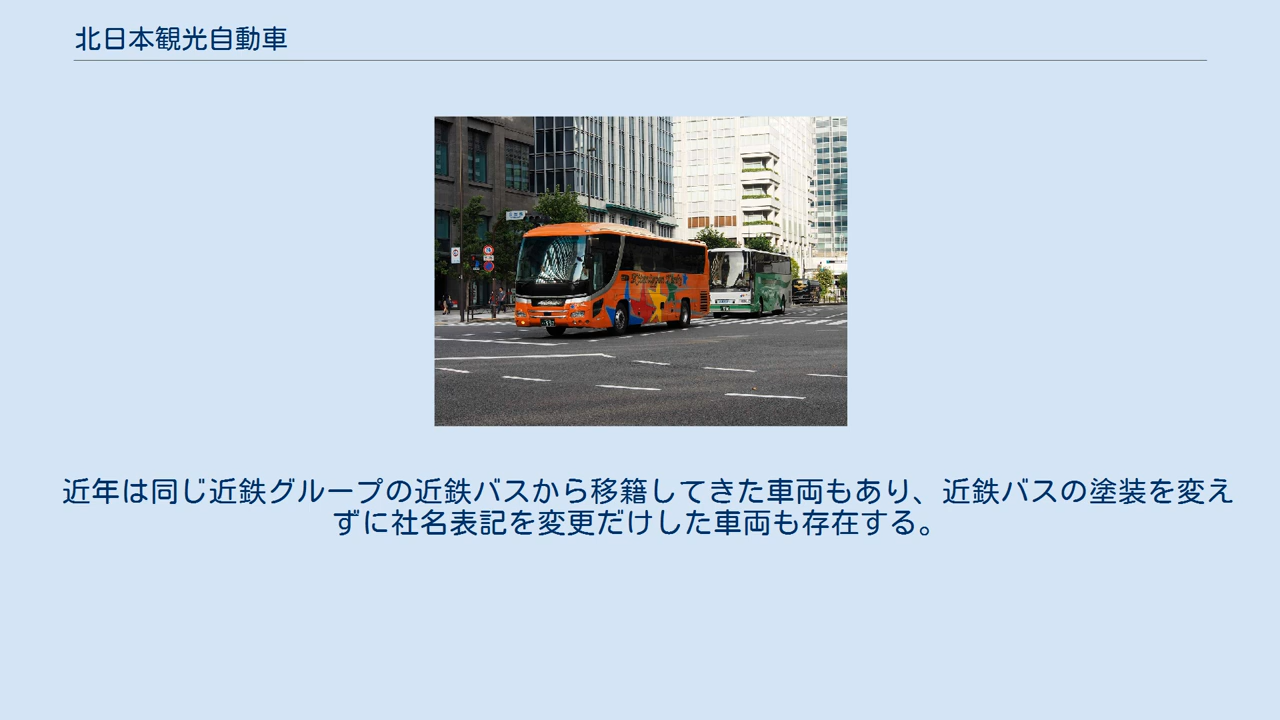 北日本観光自動車
近年は同じ近鉄グループの近鉄バスから移籍してきた車両もあり、近鉄バスの塗装を変え
ずに社名表記を変更だけした車両も存在する。